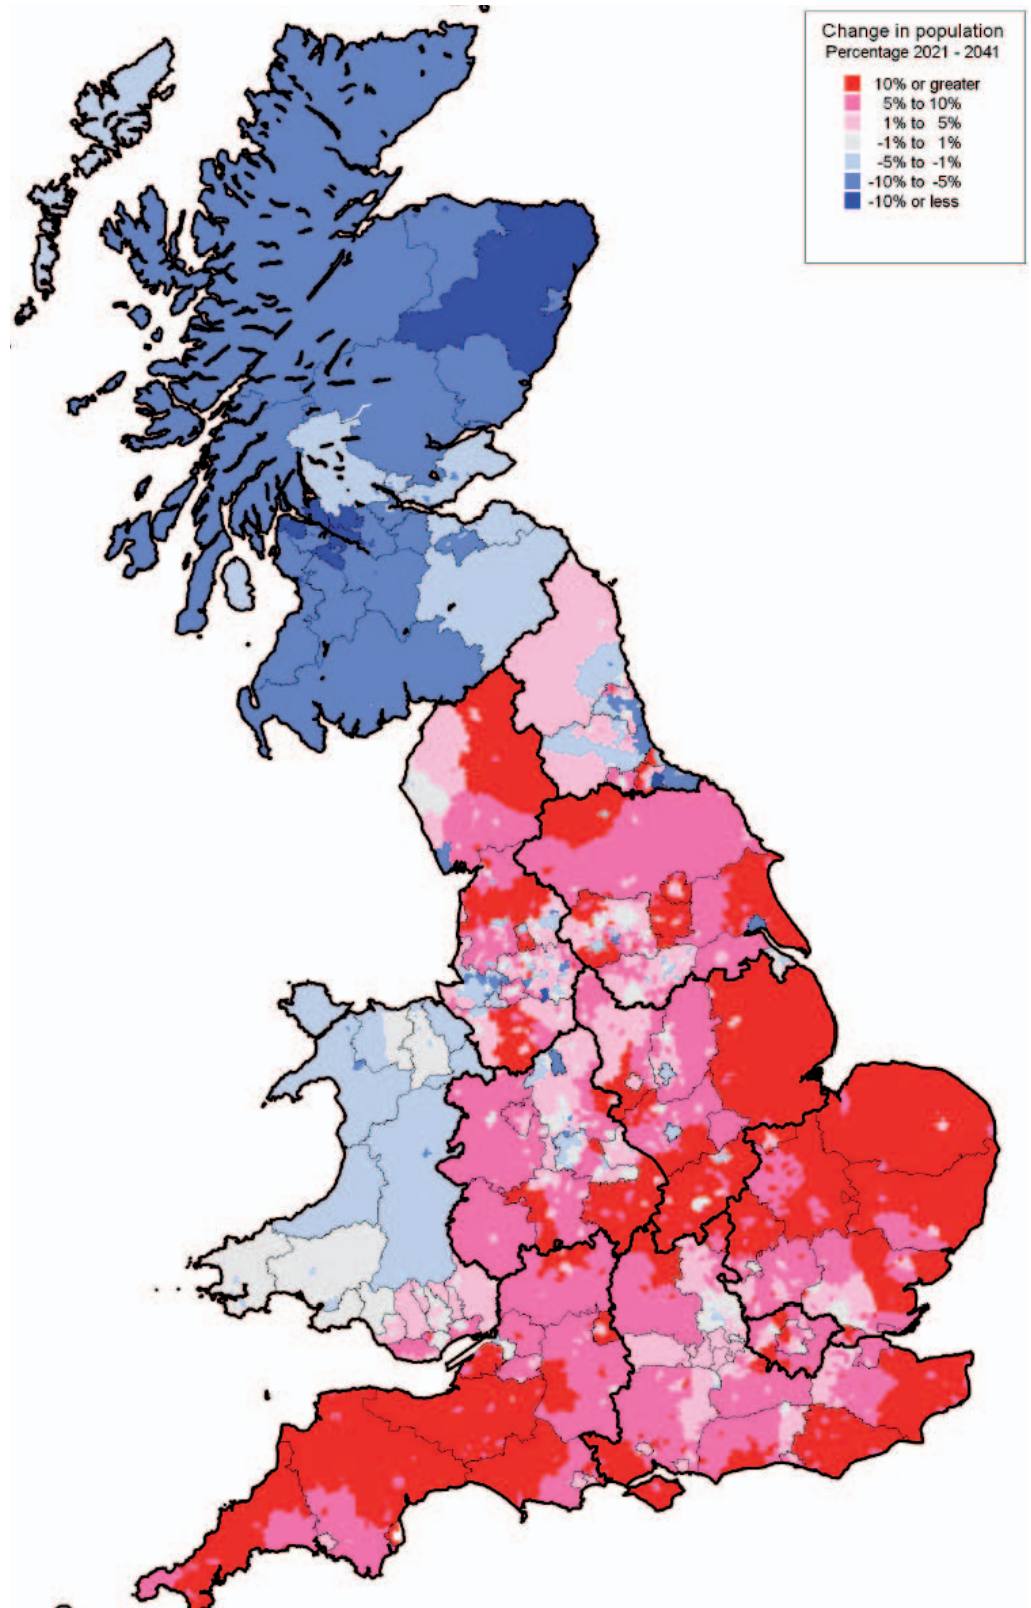 Change in population
Percentage 2021 - 2041
10% or greater
5% to 10%
1% to 5%
-1% to 1%
-5% to -1%
-10% to -5%
-10% or less